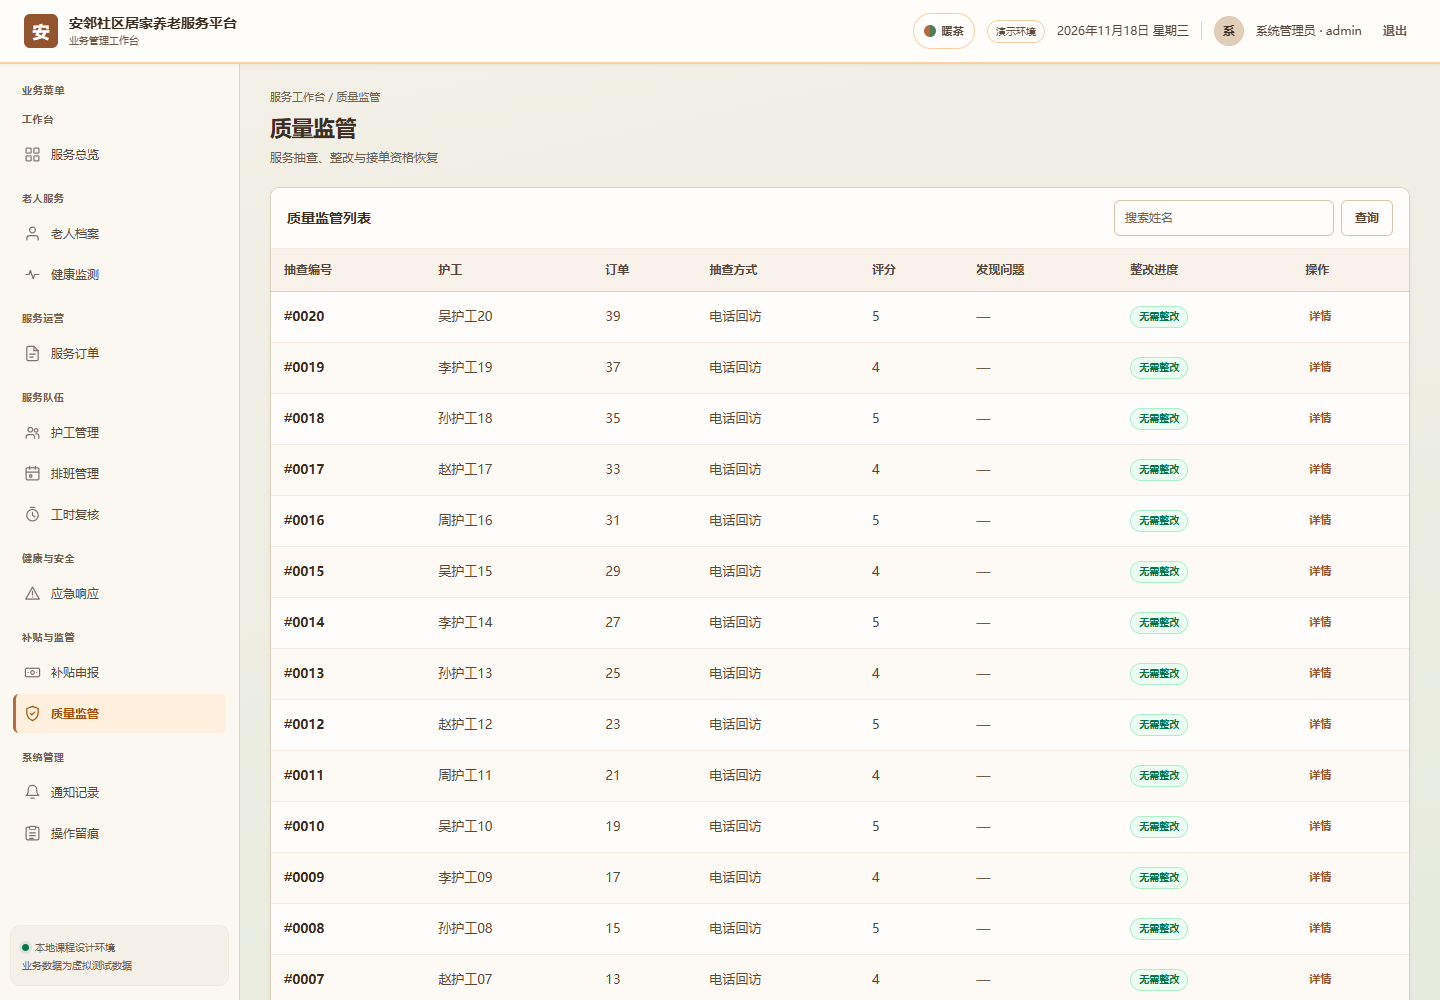 安
安邻社区居家养老服务平台
业务管理工作台
暖茶
演示环境
2026年11月18日 星期三
系
系统管理员 · admin
退出
业务菜单
工作台
服务总览
老人服务
老人档案
健康监测
服务运营
服务订单
服务队伍
护工管理
排班管理
工时复核
健康与安全
应急响应
补贴与监管
补贴申报
质量监管
系统管理
通知记录
操作留痕
本地课程设计环境
业务数据为虚拟测试数据
服务工作台 / 质量监管
质量监管
服务抽查、整改与接单资格恢复
质量监管列表
搜索姓名
查询
抽查编号 护工 订单 抽查方式 评分 发现问题 整改进度 操作
#0020 吴护工20 39 电话回访 5 — 无需整改 详情
#0019 李护工19 37 电话回访 4 — 无需整改 详情
#0018 孙护工18 35 电话回访 5 — 无需整改 详情
#0017 赵护工17 33 电话回访 4 — 无需整改 详情
#0016 周护工16 31 电话回访 5 — 无需整改 详情
#0015 吴护工15 29 电话回访 4 — 无需整改 详情
#0014 李护工14 27 电话回访 5 — 无需整改 详情
#0013 孙护工13 25 电话回访 4 — 无需整改 详情
#0012 赵护工12 23 电话回访 5 — 无需整改 详情
#0011 周护工11 21 电话回访 4 — 无需整改 详情
#0010 吴护工10 19 电话回访 5 — 无需整改 详情
#0009 李护工09 17 电话回访 4 — 无需整改 详情
#0008 孙护工08 15 电话回访 5 — 无需整改 详情
#0007 赵护工07 13 电话回访 4 — 无需整改 详情